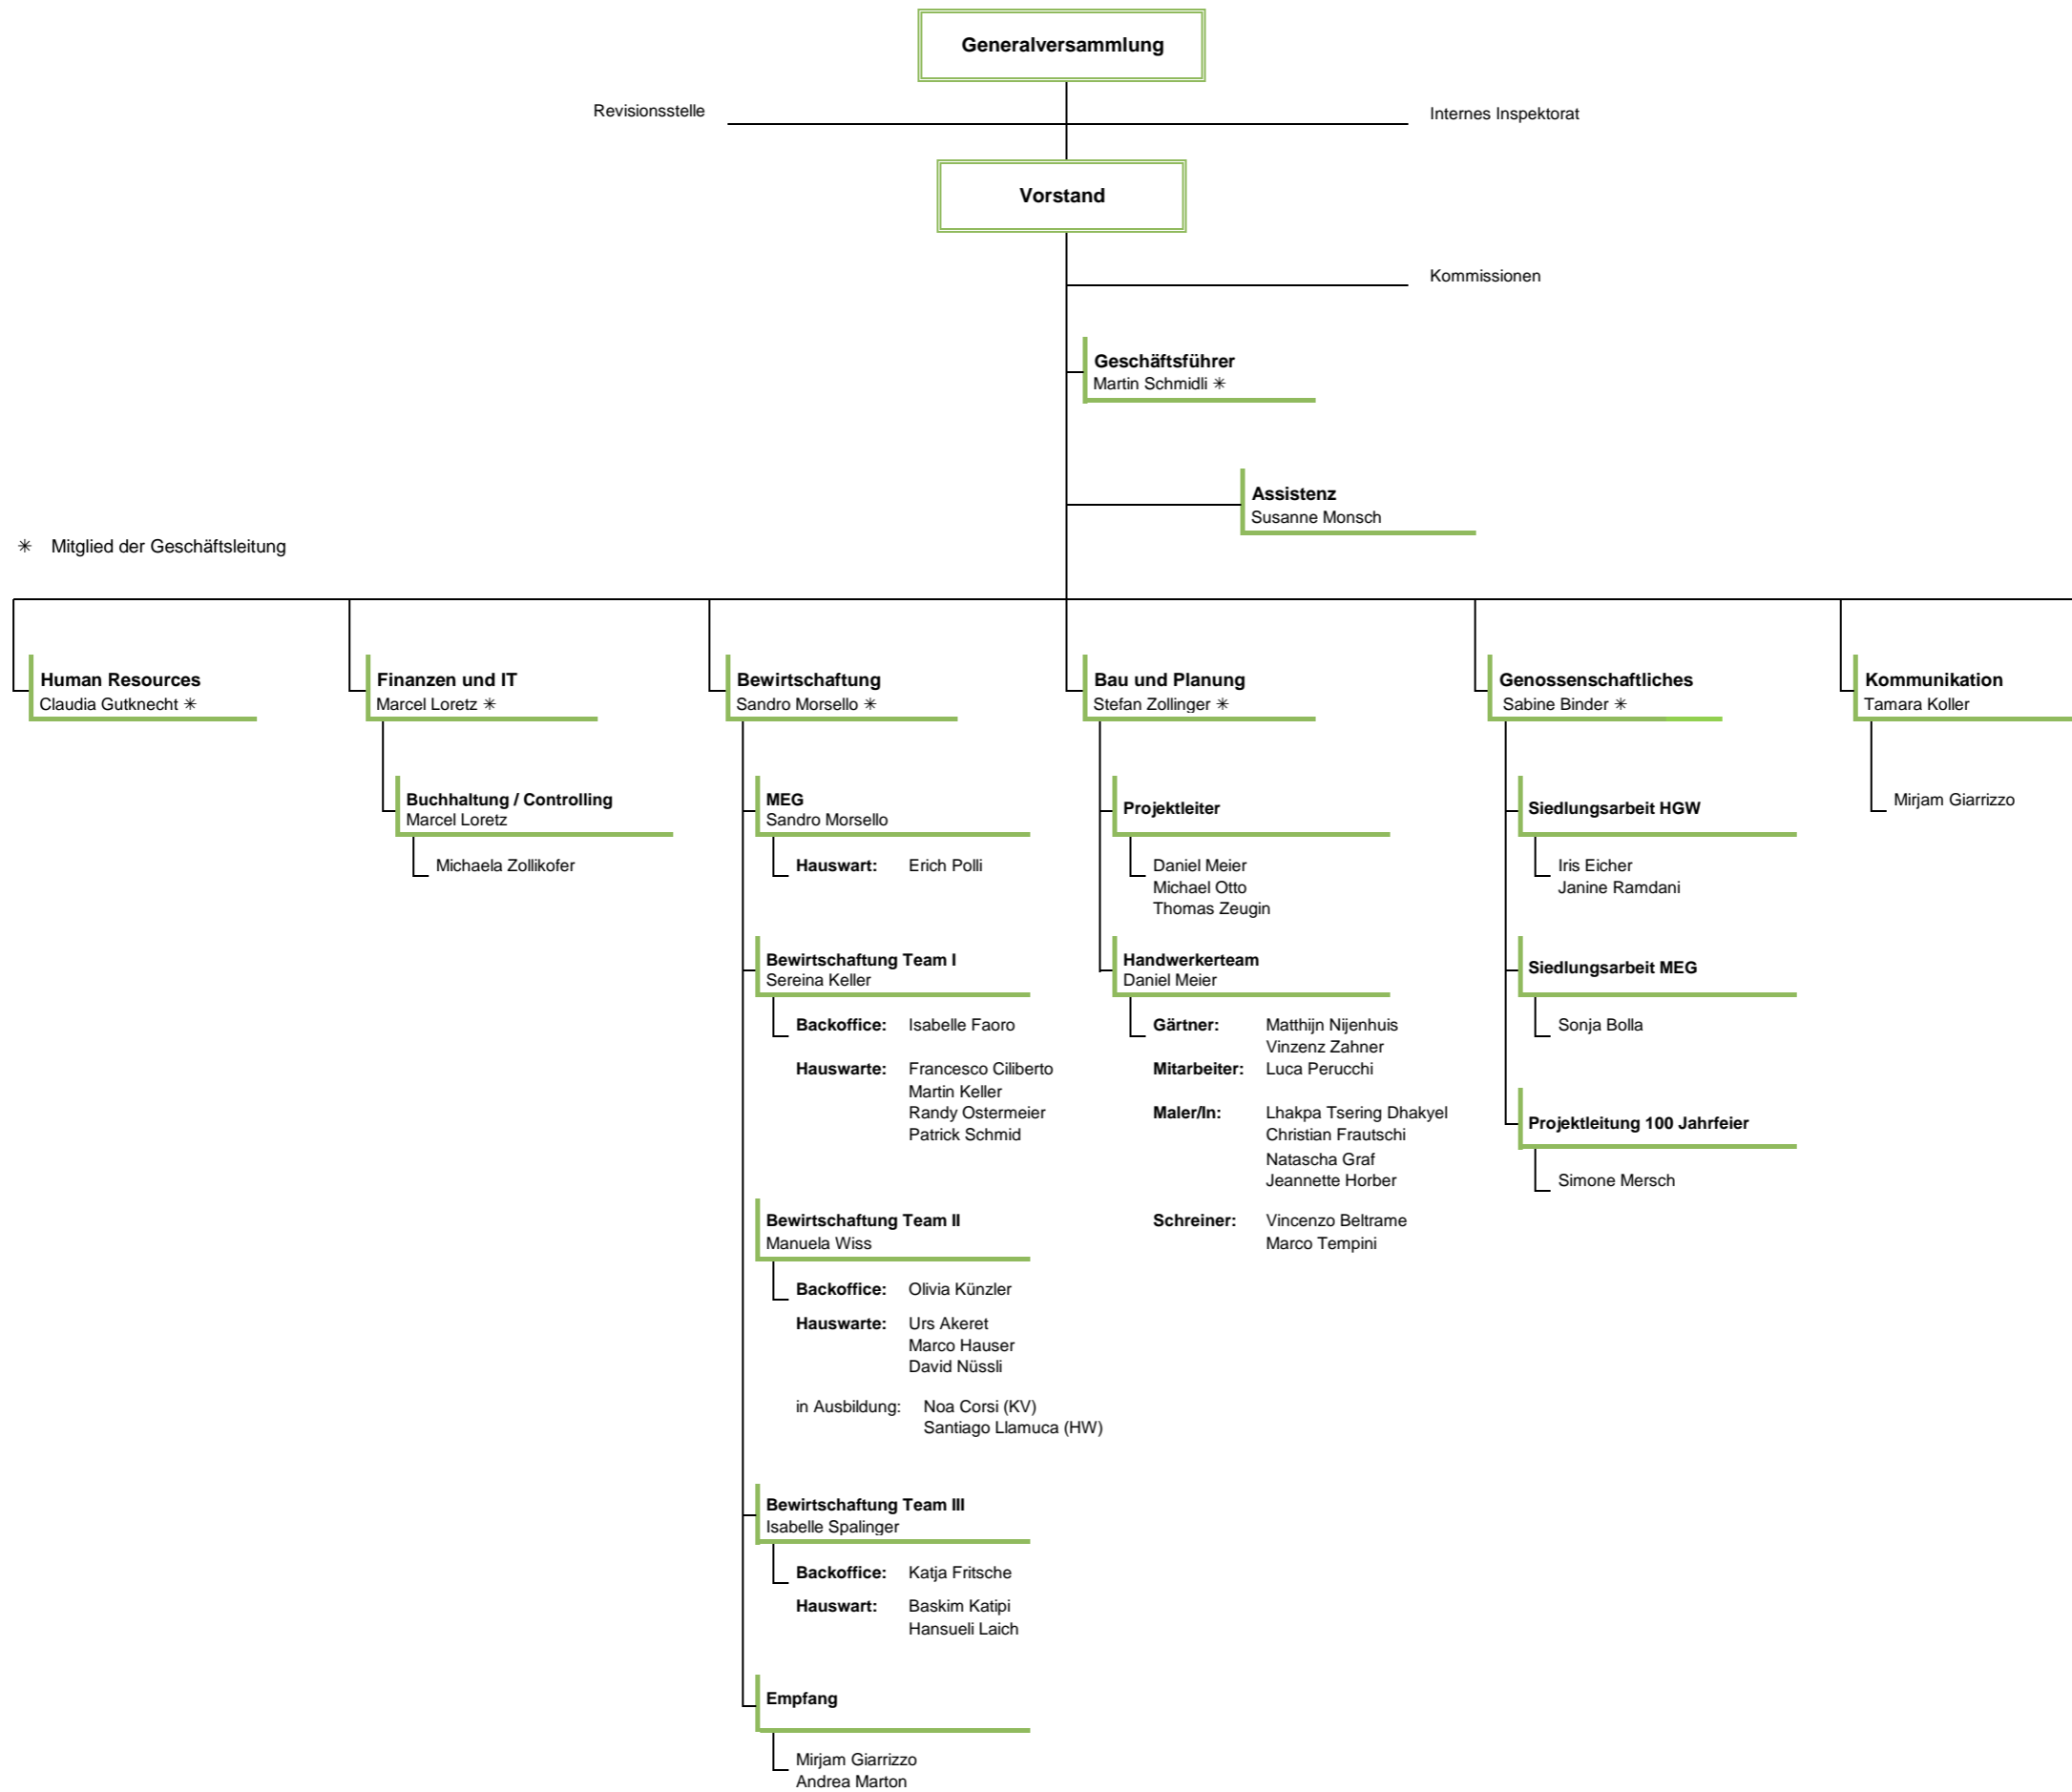 Generalversammlung
Revisionsstelle
Internes Inspektorat
Vorstand
Kommissionen
Geschäftsführer
Martin Schmidli ✳
Assistenz
Susanne Monsch
✳ Mitglied der Geschäftsleitung
Human Resources
Claudia Gutknecht ✳
Finanzen und IT
Marcel Loretz ✳
Buchhaltung / Controlling
Marcel Loretz
Michaela Zollikofer
Bewirtschaftung
Sandro Morsello ✳
MEG
Sandro Morsello
Hauswart: Erich Polli
Bewirtschaftung Team I
Sereina Keller
Backoffice: Isabelle Faoro
Hauswarte: Francesco Ciliberto
Martin Keller
Randy Ostermeier
Patrick Schmid
Bewirtschaftung Team II
Manuela Wiss
Backoffice: Olivia Künzler
Hauswarte: Urs Akeret
Marco Hauser
David Nüssli
in Ausbildung: Noa Corsi (KV)
Santiago Llamuca (HW)
Bewirtschaftung Team III
Isabelle Spalinger
Backoffice: Katja Fritsche
Hauswart: Baskim Katipi
Hansueli Laich
Empfang
Mirjam Giarrizzo
Andrea Marton
Bau und Planung
Stefan Zollinger ✳
Projektleiter
Daniel Meier
Michael Otto
Thomas Zeugin
Handwerkerteam
Daniel Meier
Gärtner: Matthijn Nijenhuis
Vinzenz Zahner
Mitarbeiter: Luca Perucchi
Maler/In: Lhakpa Tsering Dhakyel
Christian Frautschi
Natascha Graf
Jeannette Horber
Schreiner: Vincenzo Beltrame
Marco Tempini
Genossenschaftliches
Sabine Binder ✳
Siedlungsarbeit HGW
Iris Eicher
Janine Ramdani
Siedlungsarbeit MEG
Sonja Bolla
Projektleitung 100 Jahrfeier
Simone Mersch
Kommunikation
Tamara Koller
Mirjam Giarrizzo